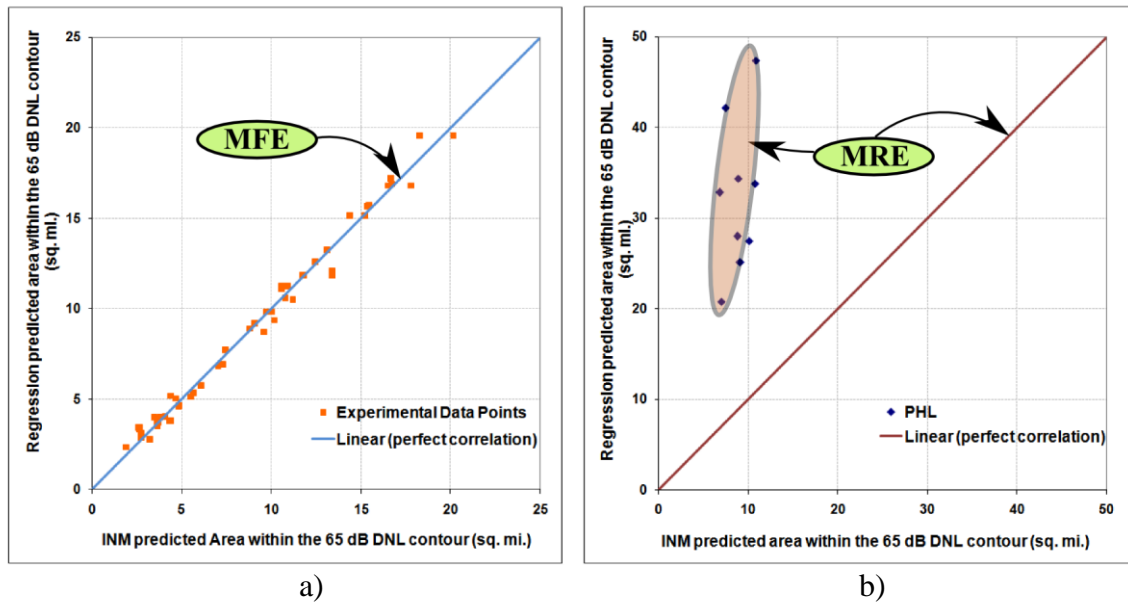 25
20
15
10
5
0
Regression predicted area within the 65 dB DNL contour
(sq. ml.)
MFE
Experimental Data Points
Linear (perfect correlation)
0 5 10 15 20 25
INM predicted Area within the 65 dB DNL contour (sq. mi.)
a)
50
40
30
20
10
0
Regression predicted area within the 65 dB DNL contour
(sq. ml.)
MRE
PHL
Linear (perfect correlation)
0 10 20 30 40 50
INM predicted area within the 65 dB DNL contour (sq. mi.)
b)